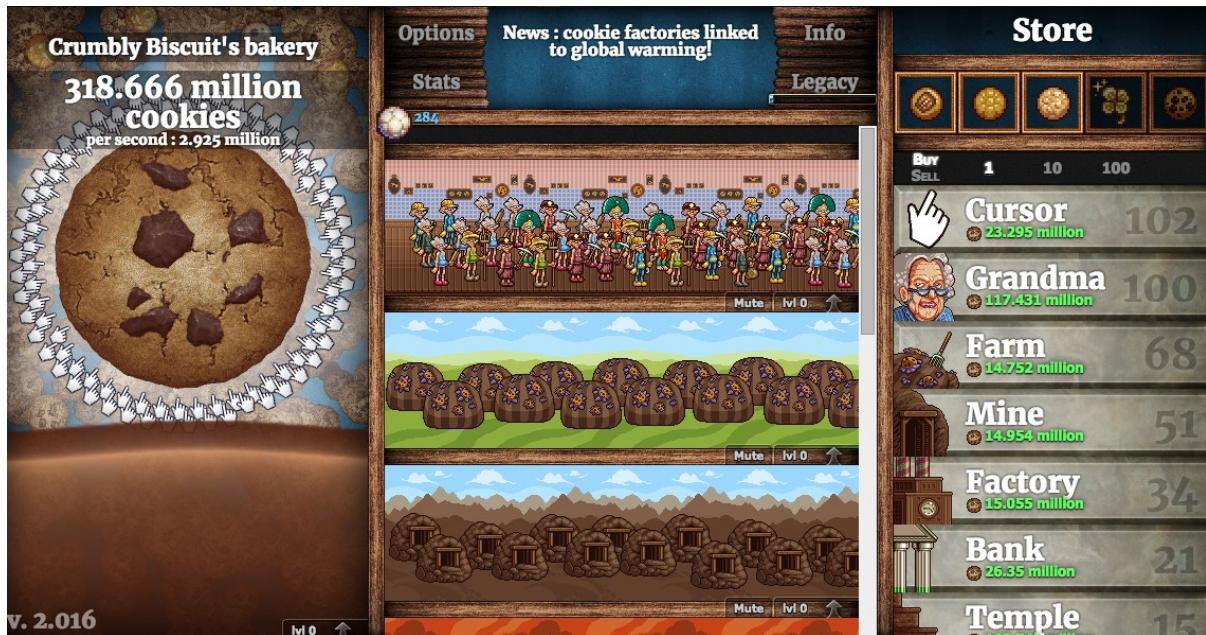 Crumbly Biscuit's bakery
318.666 million
cookies
per second : 2.925 million
v. 2.016
lvl 0
Options
Stats
News : cookie factories linked
to global warming!
Info
Legacy
284
Mute lvl 0
Mute lvl 0
Mute lvl 0
Store
BUY
SELL
1 10 100
Cursor
23.295 million
102
Grandma
117.431 million
100
Farm
14.752 million
68
Mine
14.954 million
51
Factory
15.055 million
34
Bank
26.35 million
21
Temple
15